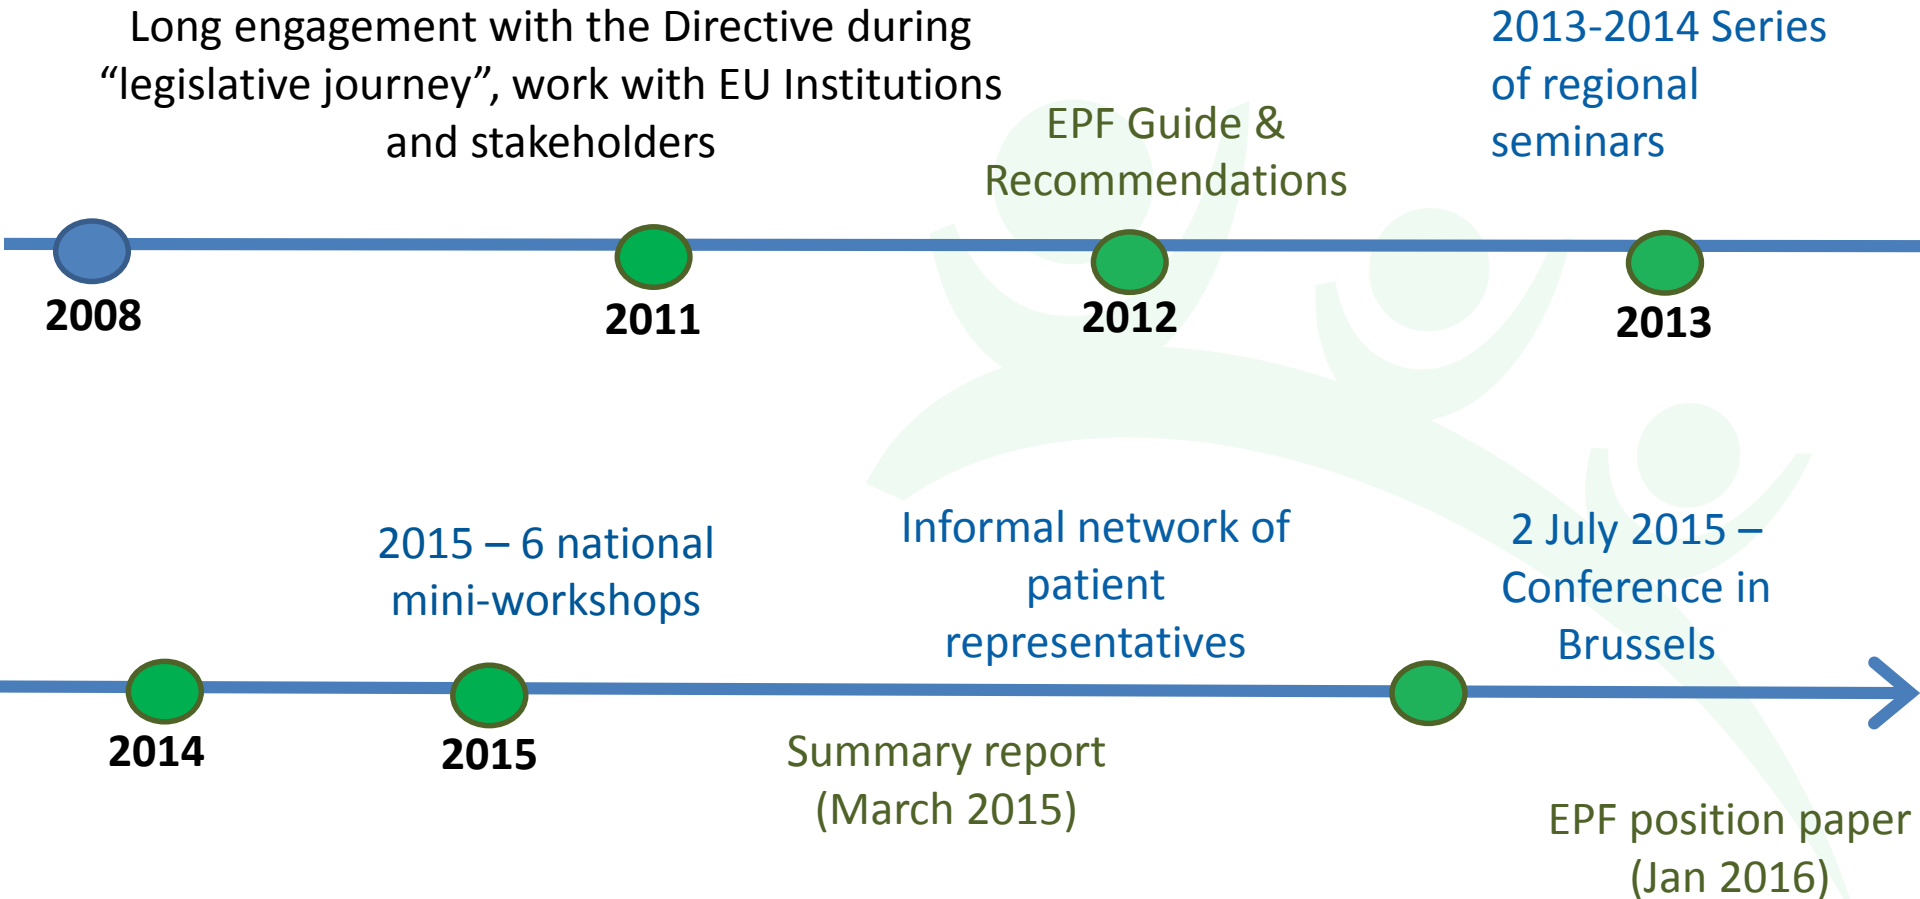 Long engagement with the Directive during
“legislative journey”, work with EU Institutions
and stakeholders
EPF Guide &
Recommendations
2013-2014 Series
of regional
seminars
2008
2011
2012
2013
2015 – 6 national
mini-workshops
Informal network of
patient
representatives
2 July 2015 –
Conference in
Brussels
2014
2015
Summary report
(March 2015)
EPF position paper
(Jan 2016)